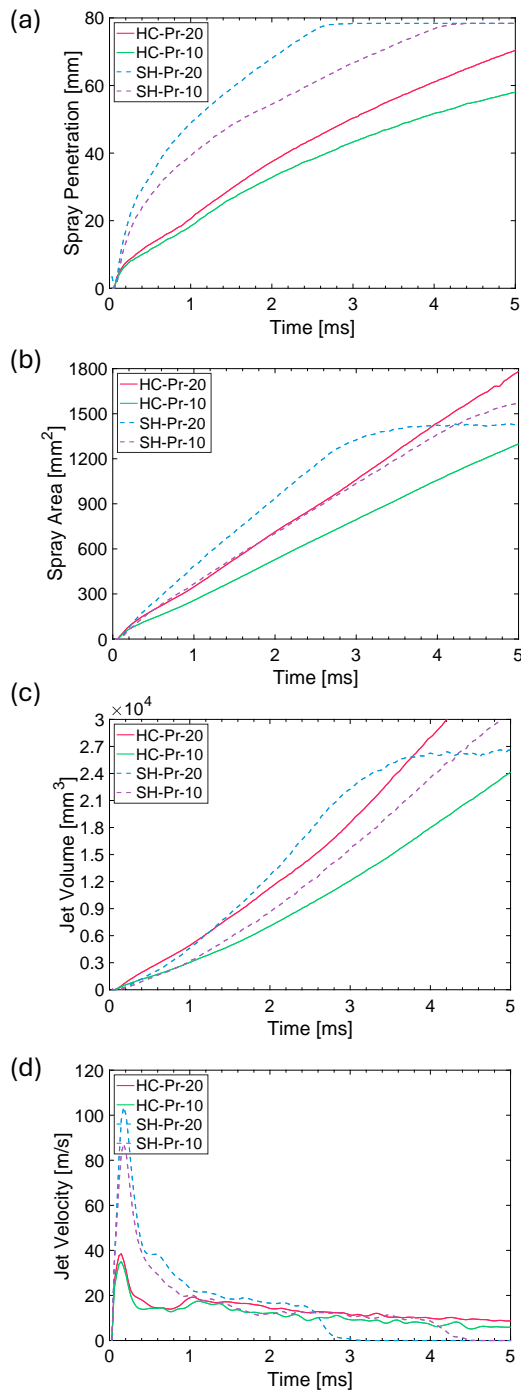 (a)
80
60
40
20
0
Spray Penetration [mm]
HC-Pr-20
HC-Pr-10
SH-Pr-20
SH-Pr-10
0 1 2 3 4 5
Time [ms]
(b)
1800
1500
1200
900
600
300
0
Spray Area [mm²]
HC-Pr-20
HC-Pr-10
SH-Pr-20
SH-Pr-10
0 1 2 3 4 5
Time [ms]
(c)
× 10⁴
3
2.7
2.4
2.1
1.8
1.5
1.2
0.9
0.6
0.3
0
Jet Volume [mm³]
HC-Pr-20
HC-Pr-10
SH-Pr-20
SH-Pr-10
0 1 2 3 4 5
Time [ms]
(d)
120
100
80
60
40
20
0
Jet Velocity [m/s]
HC-Pr-20
HC-Pr-10
SH-Pr-20
SH-Pr-10
0 1 2 3 4 5
Time [ms]